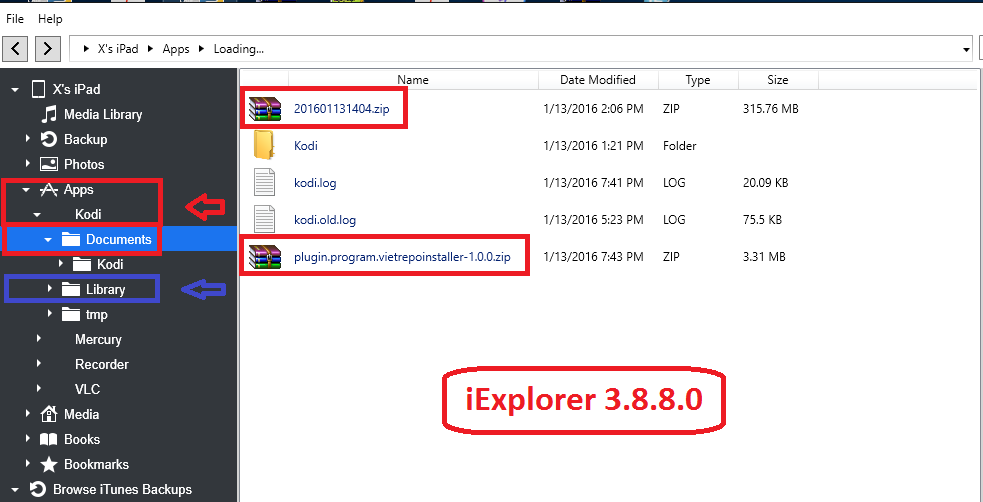 File Help
X's iPad Apps Loading...
Name Date Modified Type Size
X's iPad
Media Library
Backup
Photos
Apps
Kodi
Documents
Kodi
Library
tmp
Mercury
Recorder
VLC
Media
Books
Bookmarks
Browse iTunes Backups
201601131404.zip 1/13/2016 2:06 PM ZIP 315.76 MB
Kodi 1/13/2016 1:21 PM Folder
kodi.log 1/13/2016 7:41 PM LOG 20.09 KB
kodi.old.log 1/13/2016 5:23 PM LOG 75.5 KB
plugin.program.vietrepoinstaller-1.0.0.zip 1/13/2016 7:43 PM ZIP 3.31 MB
iExplorer 3.8.8.0